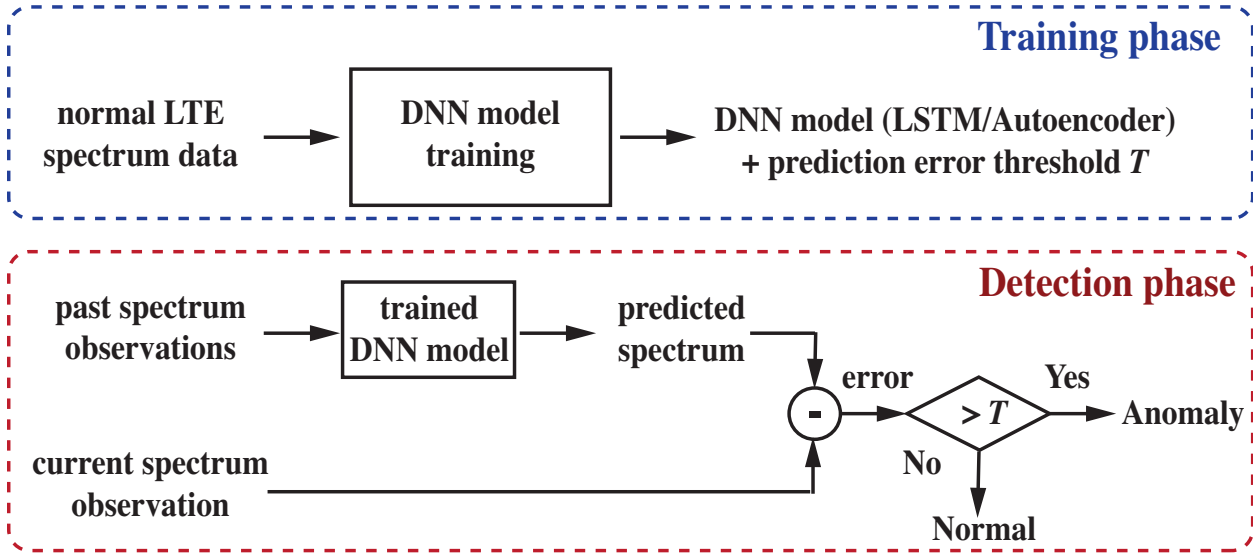 Training phase
normal LTE
spectrum data
DNN model
training
DNN model (LSTM/Autoencoder)
+ prediction error threshold T
Detection phase
past spectrum
observations
trained
DNN model
predicted
spectrum
-
error
> T
Yes
Anomaly
No
Normal
current spectrum
observation